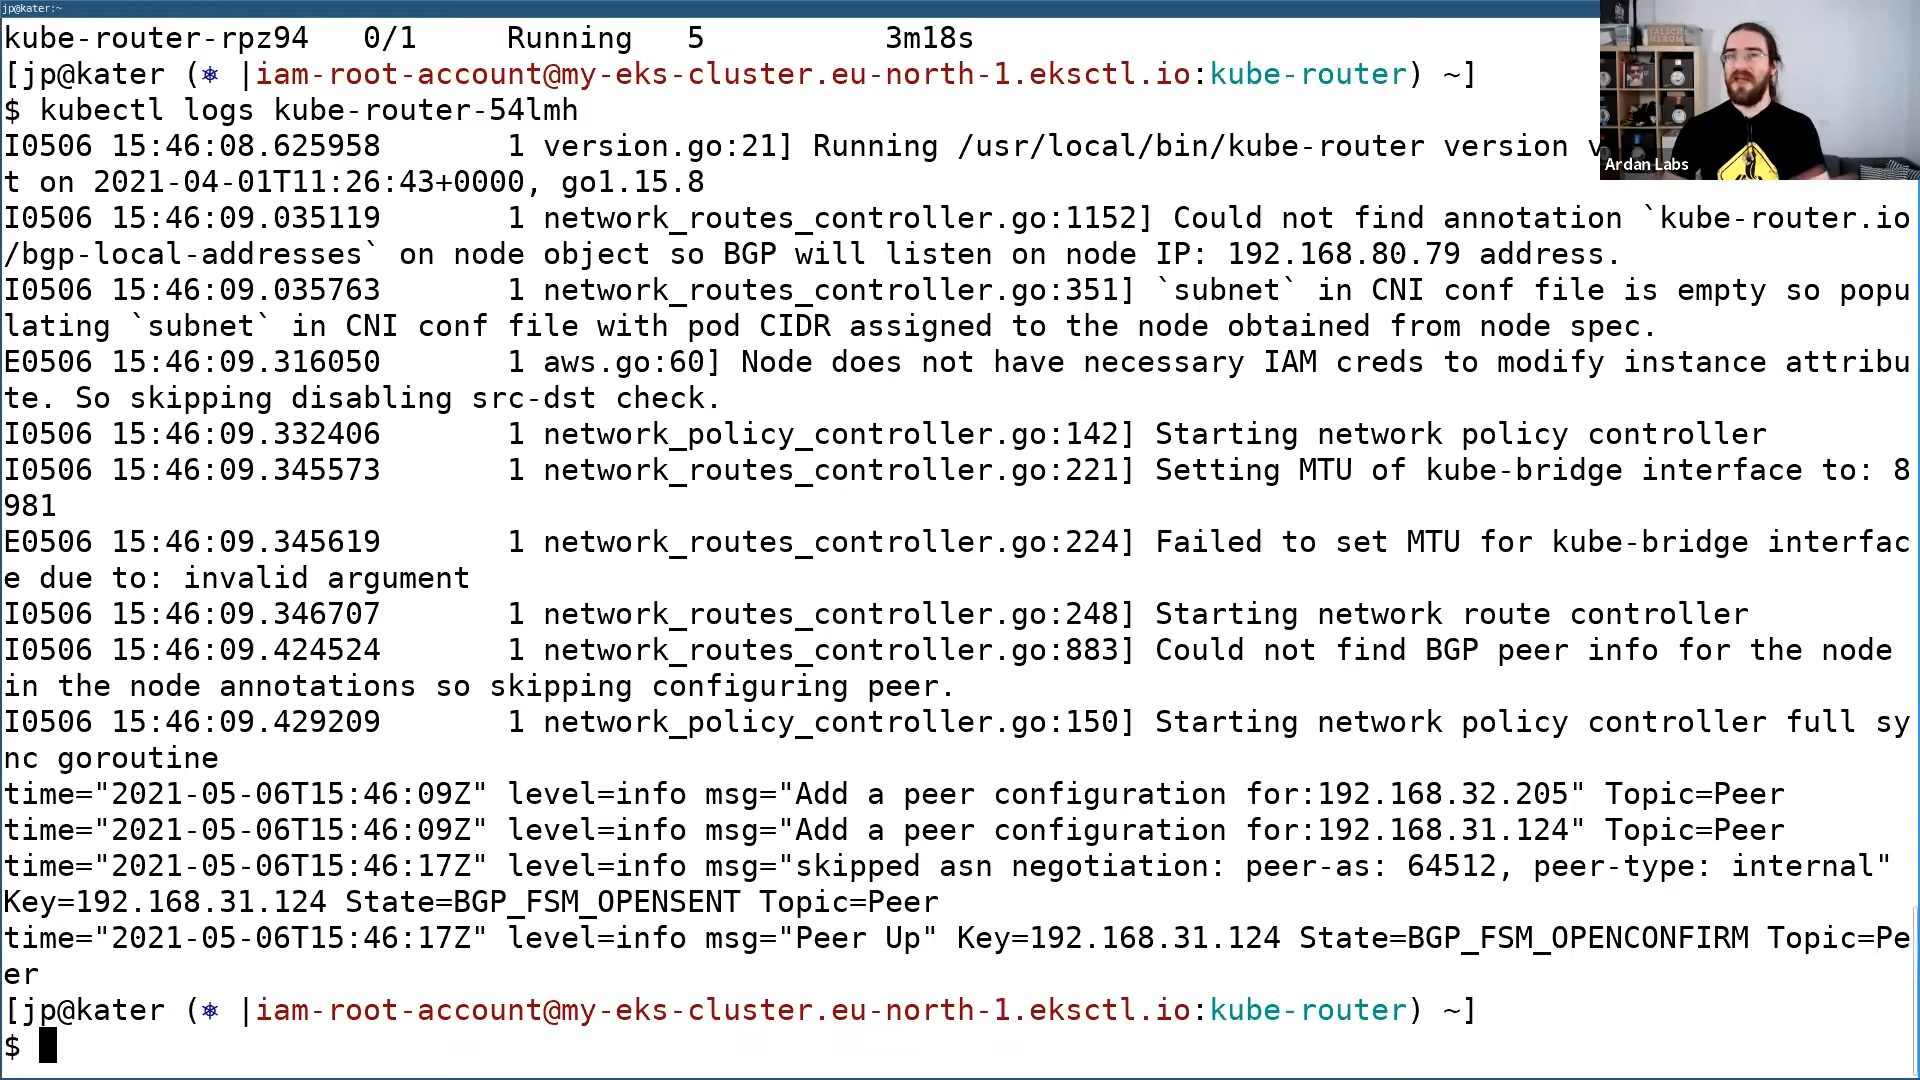 jp@kater:~
kube-router-rpz94   0/1     Running   5          3m18s
[jp@kater (⎈ |iam-root-account@my-eks-cluster.eu-north-1.eksctl.io:kube-router) ~]
$ kubectl logs kube-router-54lmh
I0506 15:46:08.625958       1 version.go:21] Running /usr/local/bin/kube-router version v
t on 2021-04-01T11:26:43+0000, go1.15.8
I0506 15:46:09.035119       1 network_routes_controller.go:1152] Could not find annotation `kube-router.io
/bgp-local-addresses` on node object so BGP will listen on node IP: 192.168.80.79 address.
I0506 15:46:09.035763       1 network_routes_controller.go:351] `subnet` in CNI conf file is empty so popu
lating `subnet` in CNI conf file with pod CIDR assigned to the node obtained from node spec.
E0506 15:46:09.316050       1 aws.go:60] Node does not have necessary IAM creds to modify instance attribu
te. So skipping disabling src-dst check.
I0506 15:46:09.332406       1 network_policy_controller.go:142] Starting network policy controller
I0506 15:46:09.345573       1 network_routes_controller.go:221] Setting MTU of kube-bridge interface to: 8
981
E0506 15:46:09.345619       1 network_routes_controller.go:224] Failed to set MTU for kube-bridge interfac
e due to: invalid argument
I0506 15:46:09.346707       1 network_routes_controller.go:248] Starting network route controller
I0506 15:46:09.424524       1 network_routes_controller.go:883] Could not find BGP peer info for the node
in the node annotations so skipping configuring peer.
I0506 15:46:09.429209       1 network_policy_controller.go:150] Starting network policy controller full sy
nc goroutine
time="2021-05-06T15:46:09Z" level=info msg="Add a peer configuration for:192.168.32.205" Topic=Peer
time="2021-05-06T15:46:09Z" level=info msg="Add a peer configuration for:192.168.31.124" Topic=Peer
time="2021-05-06T15:46:17Z" level=info msg="skipped asn negotiation: peer-as: 64512, peer-type: internal"
Key=192.168.31.124 State=BGP_FSM_OPENSENT Topic=Peer
time="2021-05-06T15:46:17Z" level=info msg="Peer Up" Key=192.168.31.124 State=BGP_FSM_OPENCONFIRM Topic=Pe
er
[jp@kater (⎈ |iam-root-account@my-eks-cluster.eu-north-1.eksctl.io:kube-router) ~]
$
FALSCH
HERUM
Ardan Labs